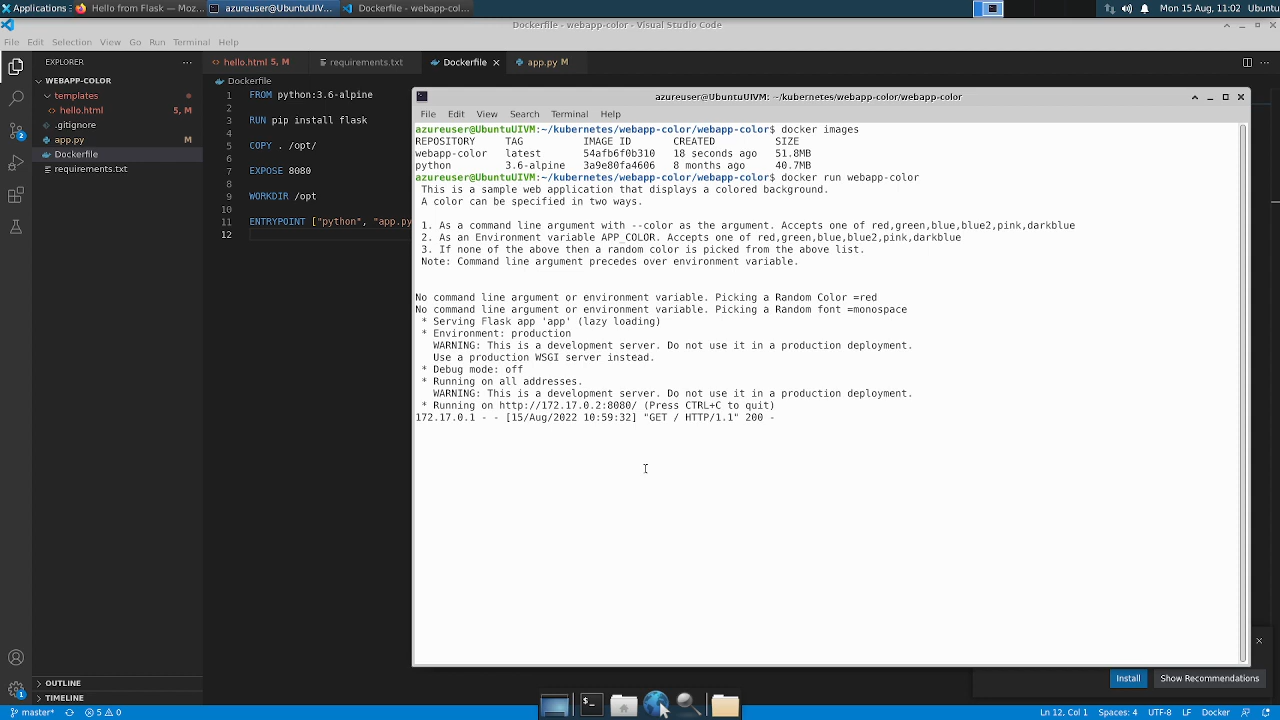 Applications
Hello from Flask — Moz...
azureuser@UbuntuUIVM:...
Dockerfile - webapp-col...
Mon 15 Aug, 11:02
Ubuntu
Dockerfile - webapp-color - Visual Studio Code
File Edit Selection View Go Run Terminal Help
EXPLORER
WEBAPP-COLOR
templates
hello.html 5, M
.gitignore
app.py M
Dockerfile
requirements.txt
OUTLINE
TIMELINE
hello.html 5, M
requirements.txt
Dockerfile
app.py M
Dockerfile
1 FROM python:3.6-alpine
2
3 RUN pip install flask
4
5 COPY . /opt/
6
7 EXPOSE 8080
8
9 WORKDIR /opt
10
11 ENTRYPOINT ["python", "app.py
12
azureuser@UbuntuUIVM: ~/kubernetes/webapp-color/webapp-color
File Edit View Search Terminal Help
azureuser@UbuntuUIVM:~/kubernetes/webapp-color/webapp-color$ docker images
REPOSITORY TAG IMAGE ID CREATED SIZE
webapp-color latest 54afb6f0b310 18 seconds ago 51.8MB
python 3.6-alpine 3a9e80fa4606 8 months ago 40.7MB
azureuser@UbuntuUIVM:~/kubernetes/webapp-color/webapp-color$ docker run webapp-color
This is a sample web application that displays a colored background.
A color can be specified in two ways.
1. As a command line argument with --color as the argument. Accepts one of red,green,blue,blue2,pink,darkblue
2. As an Environment variable APP_COLOR. Accepts one of red,green,blue,blue2,pink,darkblue
3. If none of the above then a random color is picked from the above list.
Note: Command line argument precedes over environment variable.
No command line argument or environment variable. Picking a Random Color =red
No command line argument or environment variable. Picking a Random font =monospace
* Serving Flask app 'app' (lazy loading)
* Environment: production
WARNING: This is a development server. Do not use it in a production deployment.
Use a production WSGI server instead.
* Debug mode: off
* Running on all addresses.
WARNING: This is a development server. Do not use it in a production deployment.
* Running on http://172.17.0.2:8080/ (Press CTRL+C to quit)
172.17.0.1 - - [15/Aug/2022 10:59:32] "GET / HTTP/1.1" 200 -
Install
Show Recommendations
2
1
master*
5 0
Ln 12, Col 1
Spaces: 4
UTF-8
LF
Docker